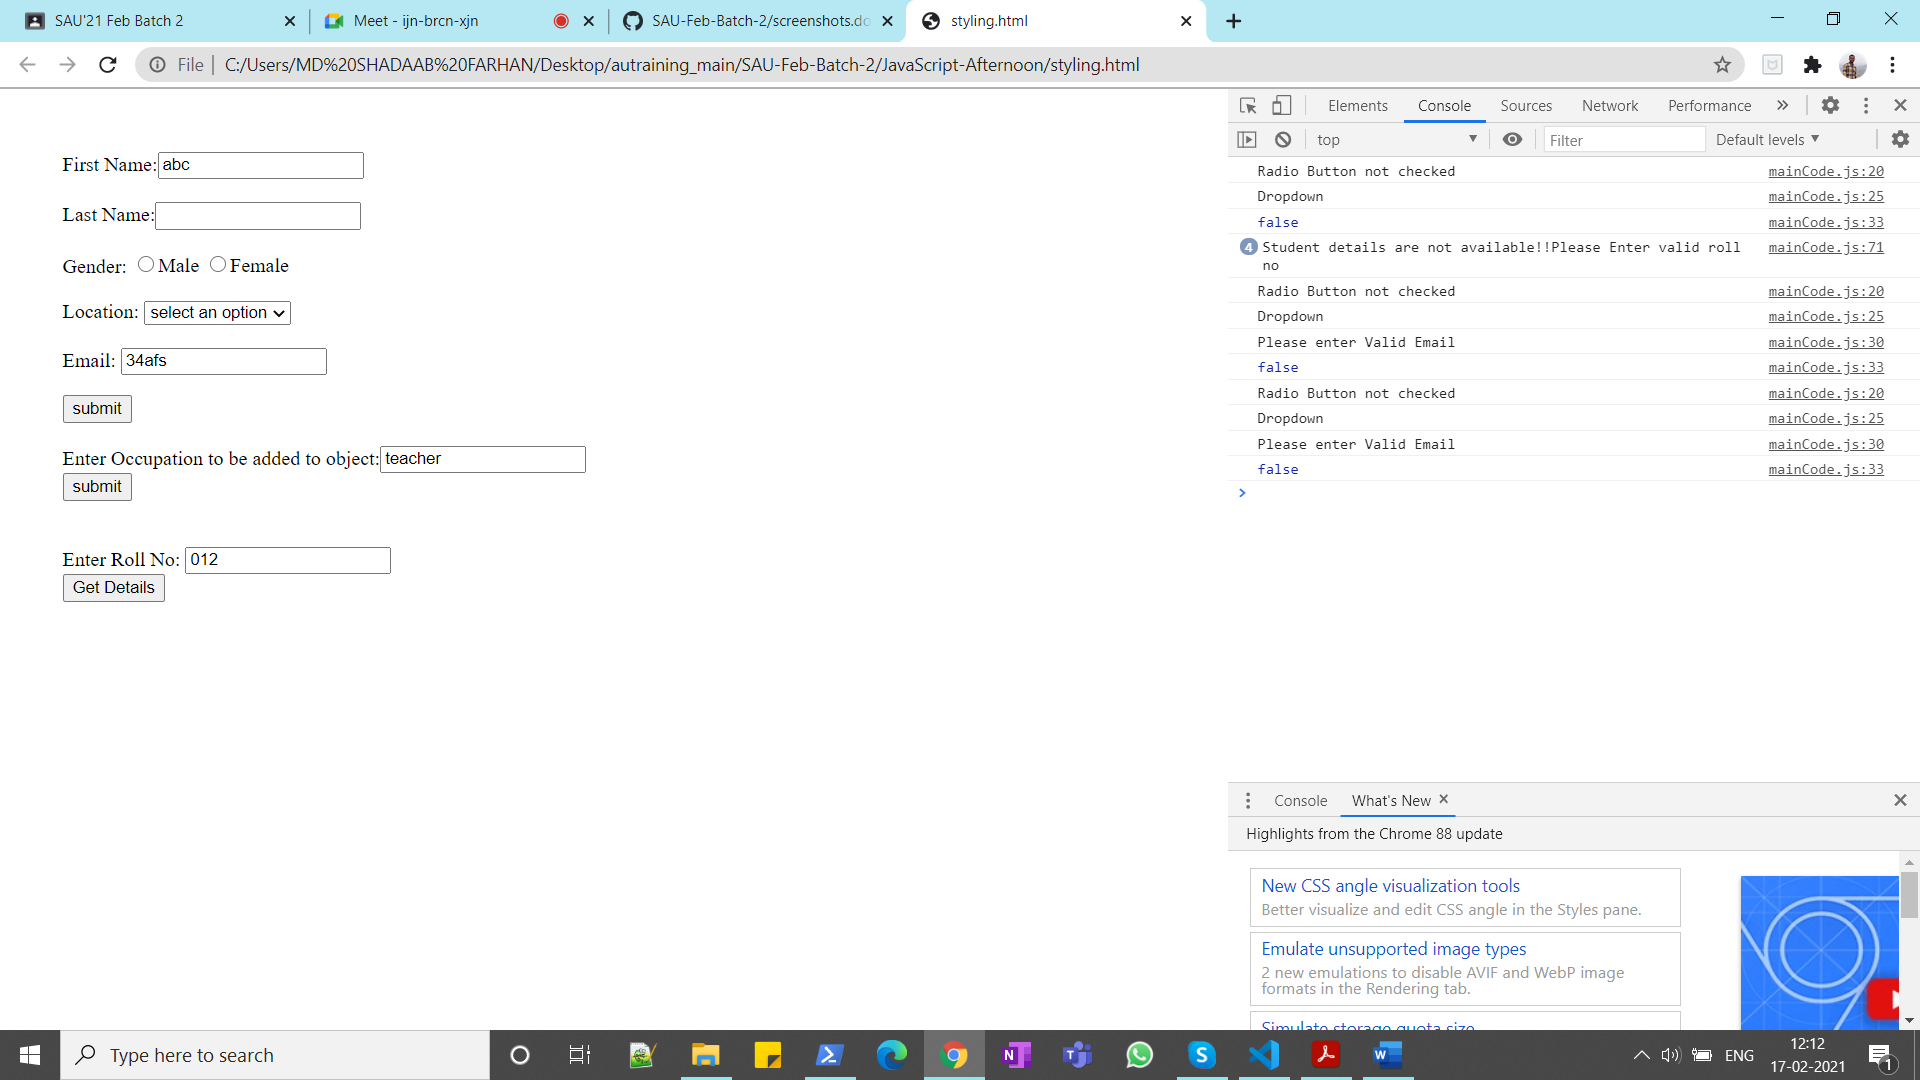 SAU'21 Feb Batch 2
Meet - ijn-brcn-xjn
SAU-Feb-Batch-2/screenshots.do
styling.html
File | C:/Users/MD%20SHADAAB%20FARHAN/Desktop/autraining_main/SAU-Feb-Batch-2/JavaScript-Afternoon/styling.html
First Name: abc
Last Name:
Gender: Male Female
Location: select an option
Email: 34afs
submit
Enter Occupation to be added to object: teacher
submit
Enter Roll No: 012
Get Details
Elements Console Sources Network Performance
top Filter Default levels
Radio Button not checked mainCode.js:20
Dropdown mainCode.js:25
false mainCode.js:33
4 Student details are not available!!Please Enter valid roll mainCode.js:71
no
Radio Button not checked mainCode.js:20
Dropdown mainCode.js:25
Please enter Valid Email mainCode.js:30
false mainCode.js:33
Radio Button not checked mainCode.js:20
Dropdown mainCode.js:25
Please enter Valid Email mainCode.js:30
false mainCode.js:33
Console What's New
Highlights from the Chrome 88 update
New CSS angle visualization tools
Better visualize and edit CSS angle in the Styles pane.
Emulate unsupported image types
2 new emulations to disable AVIF and WebP image
formats in the Rendering tab.
Simulate storage quota size
Type here to search
ENG
12:12
17-02-2021
1